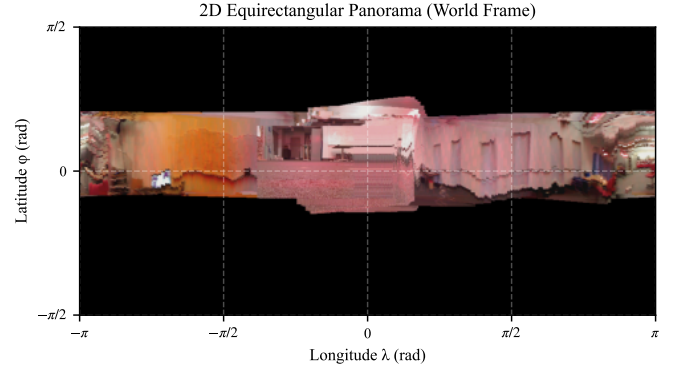 2D Equirectangular Panorama (World Frame)
π/2
0
−π/2
Latitude φ (rad)
−π
−π/2
0
π/2
π
Longitude λ (rad)